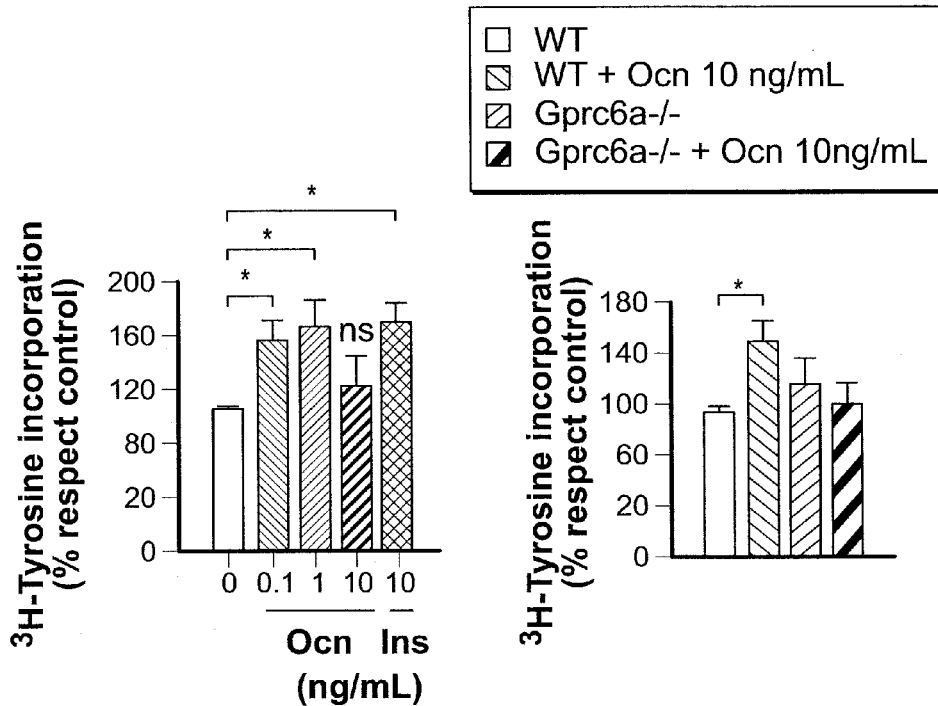 WT
WT + Ocn 10 ng/mL
Gprc6a-/-
Gprc6a-/- + Ocn 10ng/mL
³H-Tyrosine incorporation
(% respect control)
200
160
120
80
20
0
*
*
*
ns
0 0.1 1 10 10
Ocn Ins
(ng/mL)
³H-Tyrosine incorporation
(% respect control)
180
140
100
60
20
0
*